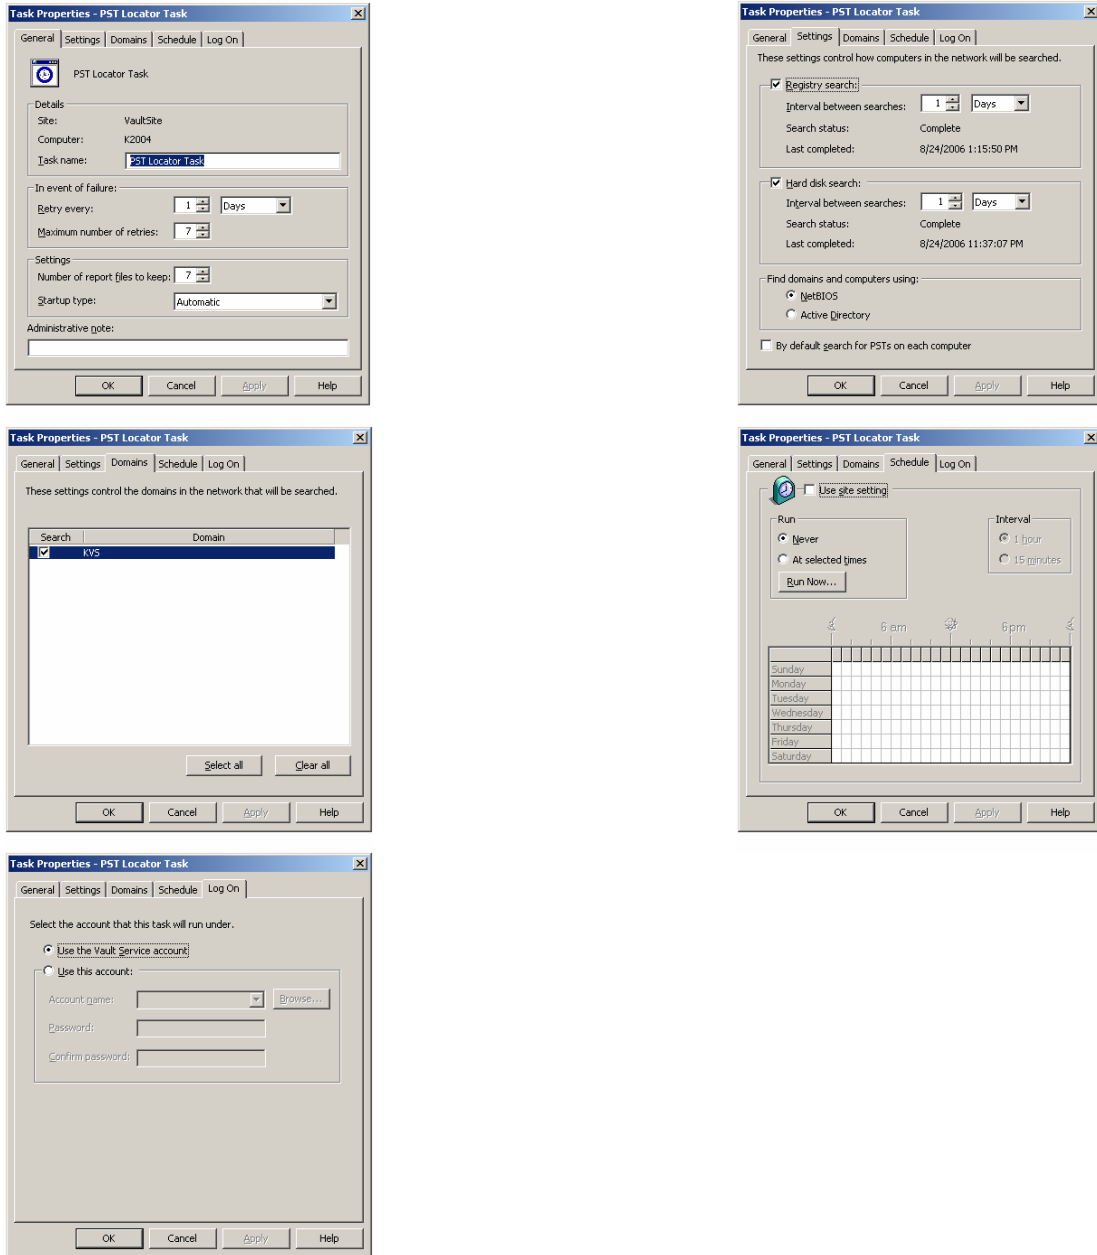 Task Properties - PST Locator Task
General Settings Domains Schedule Log On
PST Locator Task
Details
Site: VaultSite
Computer: K2004
Task name: PST Locator Task
In event of failure:
Retry every: 1 Days
Maximum number of retries: 7
Settings
Number of report files to keep: 7
Startup type: Automatic
Administrative note:
OK Cancel Apply Help
Task Properties - PST Locator Task
General Settings Domains Schedule Log On
These settings control how computers in the network will be searched.
Registry search:
Interval between searches: 1 Days
Search status: Complete
Last completed: 8/24/2006 1:15:50 PM
Hard disk search:
Interval between searches: 1 Days
Search status: Complete
Last completed: 8/24/2006 11:37:07 PM
Find domains and computers using:
NetBIOS
Active Directory
By default search for PSTs on each computer
OK Cancel Apply Help
Task Properties - PST Locator Task
General Settings Domains Schedule Log On
These settings control the domains in the network that will be searched.
Search Domain
KVS
Select all Clear all
OK Cancel Apply Help
Task Properties - PST Locator Task
General Settings Domains Schedule Log On
Use site setting
Run
Never
At selected times
Run Now...
Interval
1 hour
15 minutes
6 am 6 pm
Sunday
Monday
Tuesday
Wednesday
Thursday
Friday
Saturday
OK Cancel Apply Help
Task Properties - PST Locator Task
General Settings Domains Schedule Log On
Select the account that this task will run under.
Use the Vault Service account
Use this account:
Account name: Browse...
Password:
Confirm password:
OK Cancel Apply Help